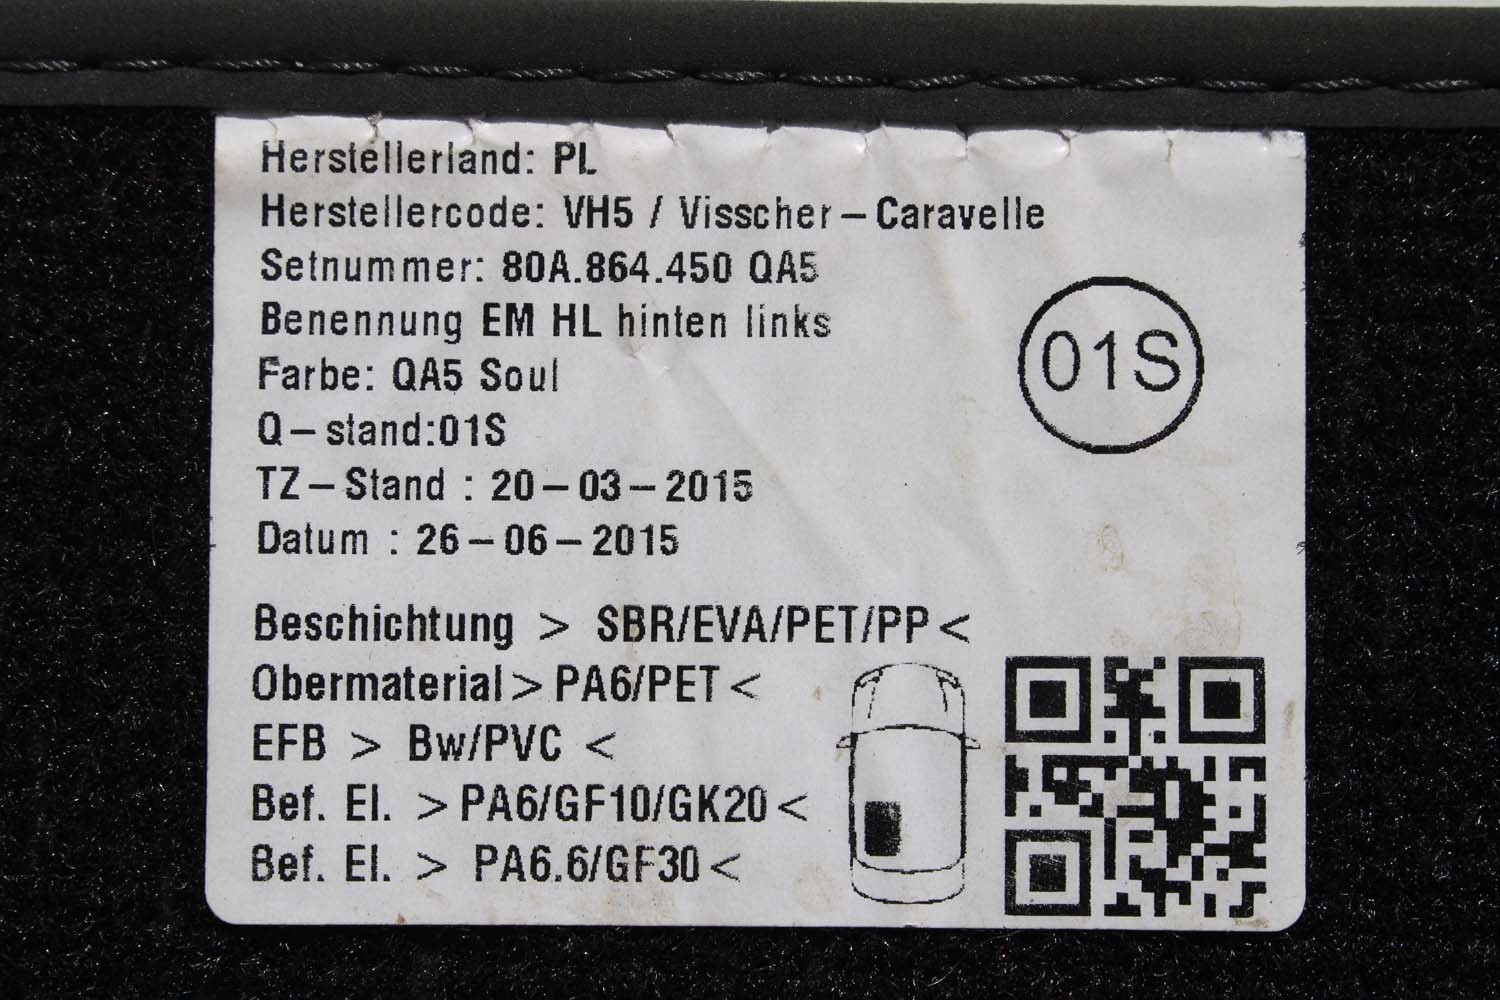 Herstellerland: PL
Herstellercode: VH5 / Visscher – Caravelle
Setnummer: 80A.864.450 QA5
Benennung EM HL hinten links
Farbe: QA5 Soul
Q – stand:01S
01S
TZ – Stand : 20 – 03 – 2015
Datum : 26 – 06 – 2015
Beschichtung > SBR/EVA/PET/PP <
Obermaterial > PA6/PET <
EFB > Bw/PVC <
Bef. El. > PA6/GF10/GK20 <
Bef. El. > PA6.6/GF30 <